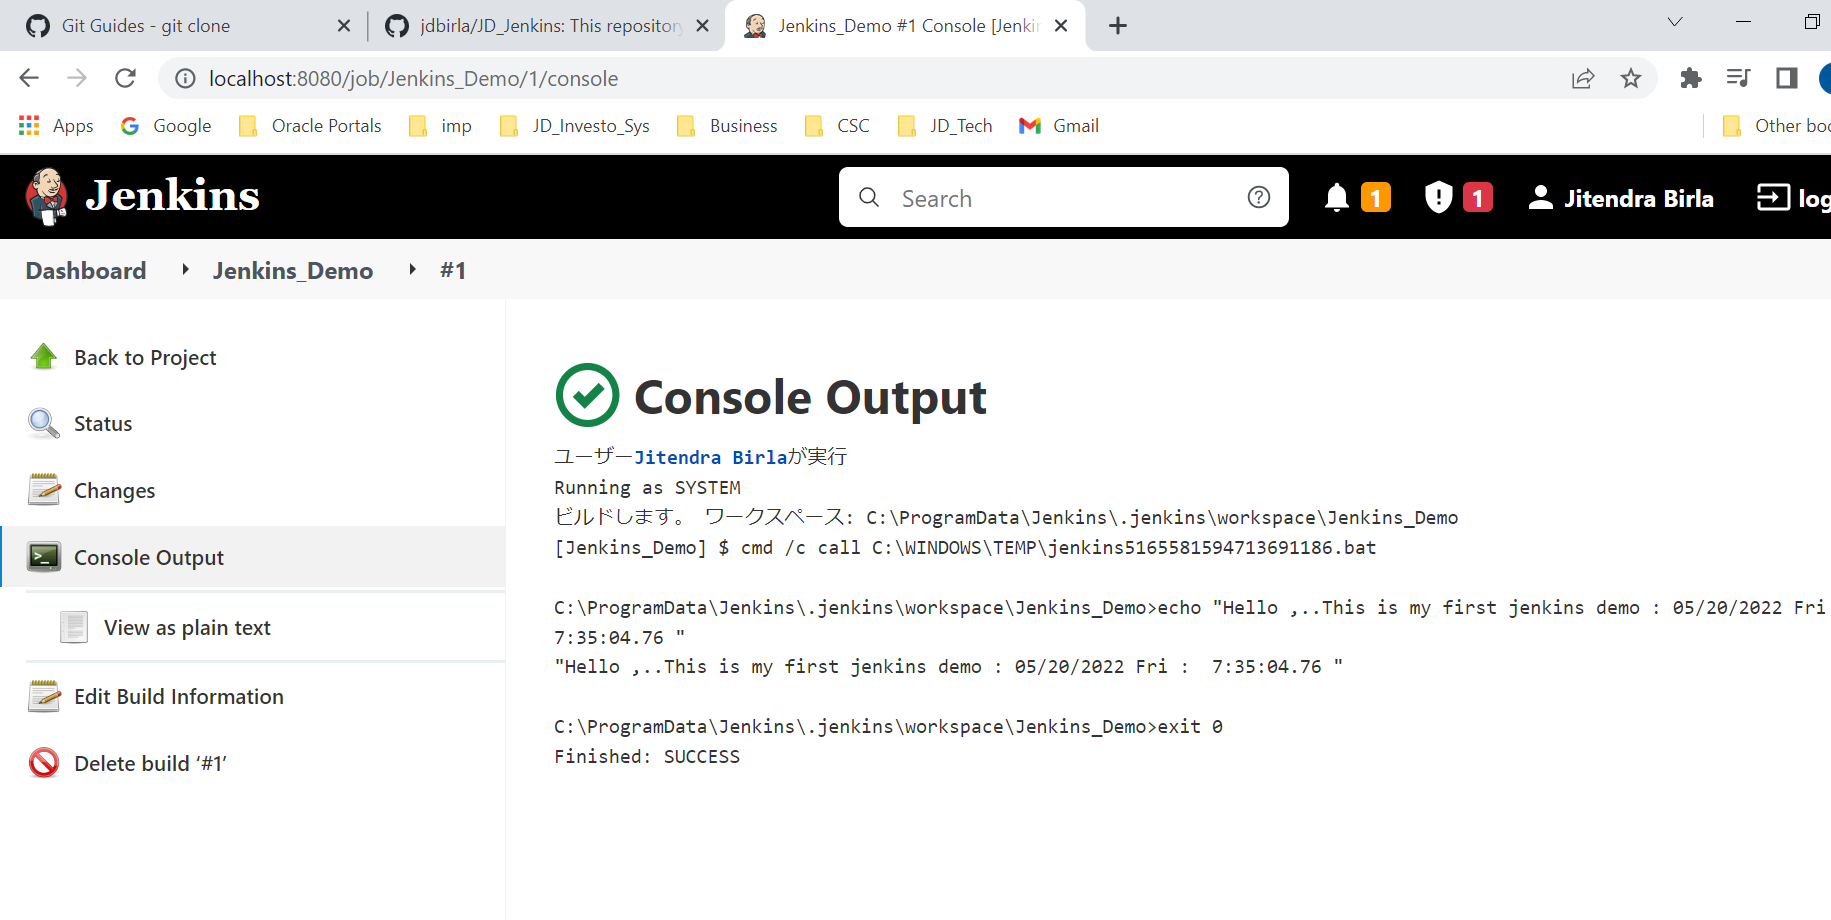 Git Guides - git clone
jdbirla/JD_Jenkins: This repository
Jenkins_Demo #1 Console [Jenkin
localhost:8080/job/Jenkins_Demo/1/console
Apps Google Oracle Portals imp JD_Investo_Sys Business CSC JD_Tech Gmail Other boo
Jenkins Search 1 1 Jitendra Birla log
Dashboard Jenkins_Demo #1
Back to Project
Status
Changes
Console Output
View as plain text
Edit Build Information
Delete build ‘#1’
Console Output
ユーザーJitendra Birlaが実行
Running as SYSTEM
ビルドします。 ワークスペース: C:\ProgramData\Jenkins\.jenkins\workspace\Jenkins_Demo
[Jenkins_Demo] $ cmd /c call C:\WINDOWS\TEMP\jenkins5165581594713691186.bat
C:\ProgramData\Jenkins\.jenkins\workspace\Jenkins_Demo>echo "Hello ,..This is my first jenkins demo : 05/20/2022 Fri
7:35:04.76 "
"Hello ,..This is my first jenkins demo : 05/20/2022 Fri :  7:35:04.76 "
C:\ProgramData\Jenkins\.jenkins\workspace\Jenkins_Demo>exit 0
Finished: SUCCESS